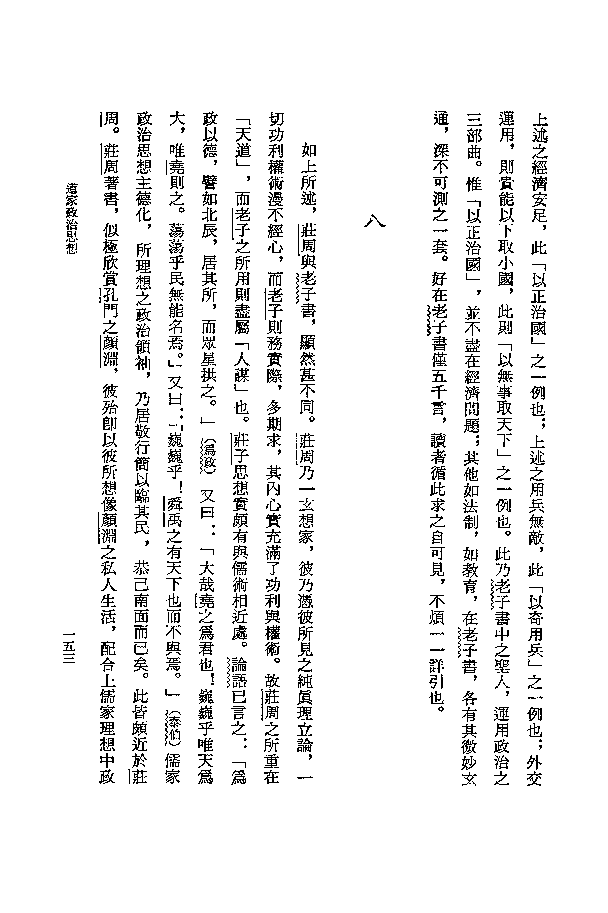 上述之經濟安足，此「以正治國」之一例也；上述之用兵無敵，此「以奇用兵」之一例也；外交
運用，則貴能以下取小國，此則「以無事取天下」之一例也。此乃老子書中之聖人，運用政治之
三部曲。惟「以正治國」，並不盡在經濟問題；其他如法制，如教育，在老子書，各有其微妙玄
通，深不可測之一套。好在老子書僅五千言，讀者循此求之自可見，不煩一一詳引也。
八
如上所述，莊周與老子書，顯然甚不同。莊周乃一玄想家，彼乃憑彼所見之純眞理立論，一
切功利權術漫不經心，而老子則務實際，多期求，其內心實充滿了功利與權術。故莊周之所重在
「天道」，而老子之所用則盡屬「人謀」也。莊子思想實頗有與儒術相近處。論語已言之：「爲
政以德，譬如北辰，居其所，而眾星拱之。」（爲政）又曰：「大哉堯之爲君也！巍巍乎唯天爲
大，唯堯則之。蕩蕩乎民無能名焉。」又曰：「巍巍乎！舜禹之有天下也而不與焉。」（泰伯）儒家
政治思想主德化，所理想之政治領袖，乃居敬行簡以臨其民，恭己南面而已矣。此皆頗近於莊
周。莊周著書，似極欣賞孔門之顏淵，彼殆卽以彼所想像顏淵之私人生活，配合上儒家理想中政
道家政治思想
一五三